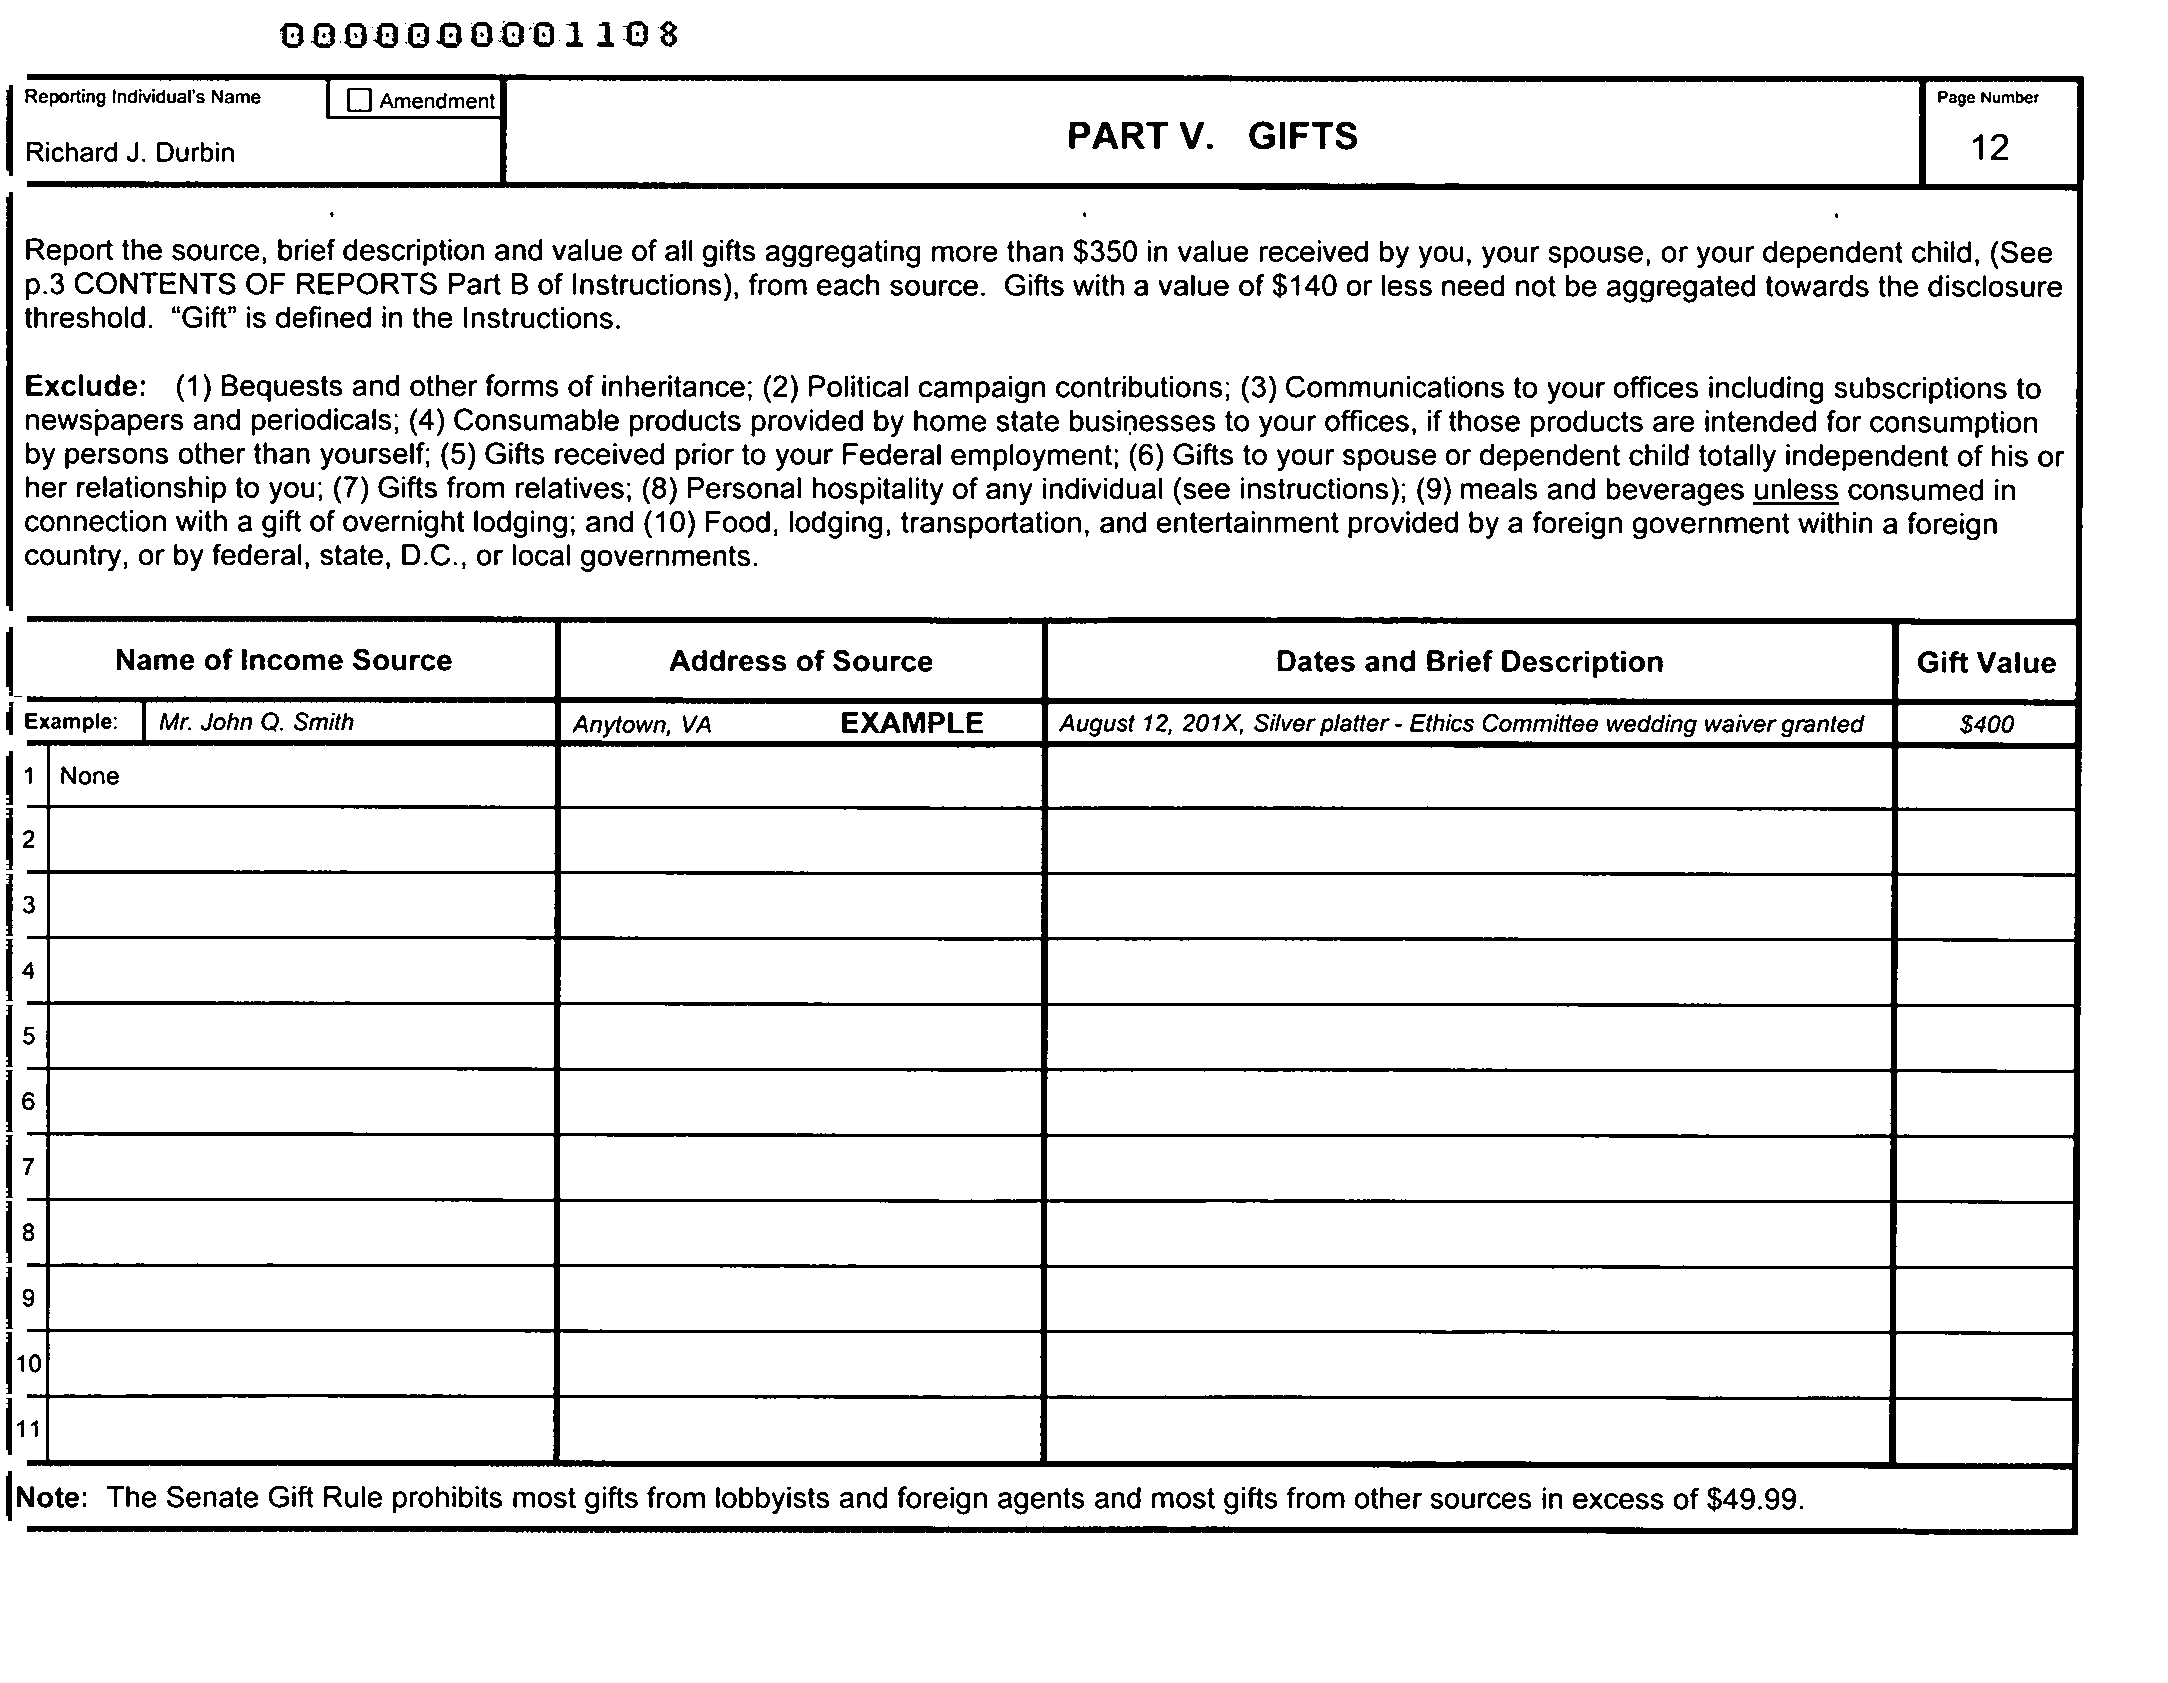 0000000001108
Reporting Individual's Name
☐ Amendment
Richard J. Durbin
PART V. GIFTS
Page Number
12
Report the source, brief description and value of all gifts aggregating more than $350 in value received by you, your spouse, or your dependent child, (See
p.3 CONTENTS OF REPORTS Part B of Instructions), from each source. Gifts with a value of $140 or less need not be aggregated towards the disclosure
threshold. “Gift” is defined in the Instructions.
Exclude: (1) Bequests and other forms of inheritance; (2) Political campaign contributions; (3) Communications to your offices including subscriptions to
newspapers and periodicals; (4) Consumable products provided by home state businesses to your offices, if those products are intended for consumption
by persons other than yourself; (5) Gifts received prior to your Federal employment; (6) Gifts to your spouse or dependent child totally independent of his or
her relationship to you; (7) Gifts from relatives; (8) Personal hospitality of any individual (see instructions); (9) meals and beverages unless consumed in
connection with a gift of overnight lodging; and (10) Food, lodging, transportation, and entertainment provided by a foreign government within a foreign
country, or by federal, state, D.C., or local governments.
Name of Income Source Address of Source Dates and Brief Description Gift Value
Example: Mr. John Q. Smith Anytown, VA EXAMPLE August 12, 201X, Silver platter - Ethics Committee wedding waiver granted $400
1 None
2
3
4
5
6
7
8
9
10
11
Note: The Senate Gift Rule prohibits most gifts from lobbyists and foreign agents and most gifts from other sources in excess of $49.99.